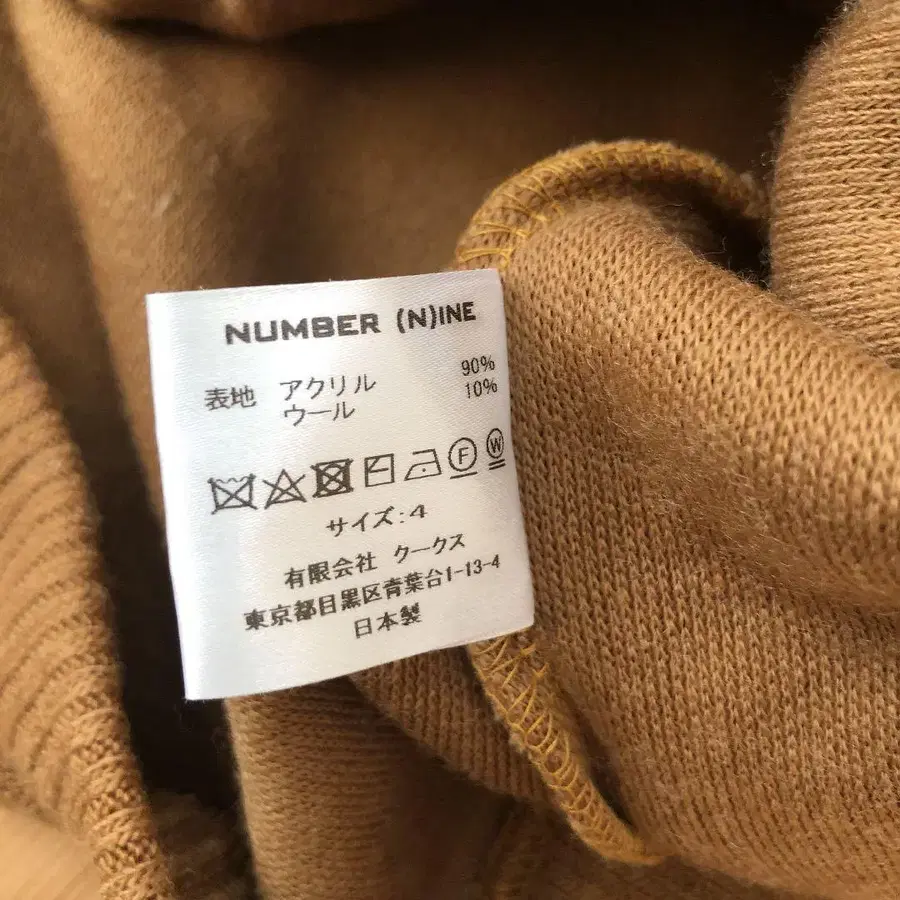 NUMBER (N)INE
表地 アクリル 90%
ウール 10%
F W
サイズ:4
有限会社 クークス
東京都目黒区青葉台1-13-4
日本製